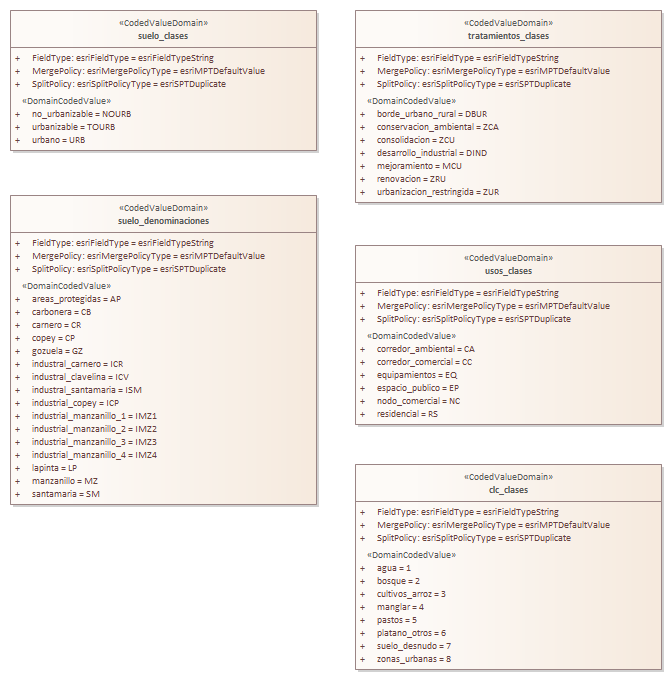 «CodedValueDomain»
suelo_clases
+ FieldType: esriFieldType = esriFieldTypeString
+ MergePolicy: esriMergePolicyType = esriMPTDefaultValue
+ SplitPolicy: esriSplitPolicyType = esriSPTDuplicate
«DomainCodedValue»
+ no_urbanizable = NOURB
+ urbanizable = TOURB
+ urbano = URB
«CodedValueDomain»
suelo_denominaciones
+ FieldType: esriFieldType = esriFieldTypeString
+ MergePolicy: esriMergePolicyType = esriMPTDefaultValue
+ SplitPolicy: esriSplitPolicyType = esriSPTDuplicate
«DomainCodedValue»
+ areas_protegidas = AP
+ carbonera = CB
+ carnero = CR
+ copey = CP
+ gozuela = GZ
+ industral_carnero = ICR
+ industral_clavelina = ICV
+ industral_santamaria = ISM
+ industrial_copey = ICP
+ industrial_manzanillo_1 = IMZ1
+ industrial_manzanillo_2 = IMZ2
+ industrial_manzanillo_3 = IMZ3
+ industrial_manzanillo_4 = IMZ4
+ lapinta = LP
+ manzanillo = MZ
+ santamaria = SM
«CodedValueDomain»
tratamientos_clases
+ FieldType: esriFieldType = esriFieldTypeString
+ MergePolicy: esriMergePolicyType = esriMPTDefaultValue
+ SplitPolicy: esriSplitPolicyType = esriSPTDuplicate
«DomainCodedValue»
+ borde_urbano_rural = DBUR
+ conservacion_ambiental = ZCA
+ consolidacion = ZCU
+ desarrollo_industrial = DIND
+ mejoramiento = MCU
+ renovacion = ZRU
+ urbanizacion_restringida = ZUR
«CodedValueDomain»
usos_clases
+ FieldType: esriFieldType = esriFieldTypeString
+ MergePolicy: esriMergePolicyType = esriMPTDefaultValue
+ SplitPolicy: esriSplitPolicyType = esriSPTDuplicate
«DomainCodedValue»
+ corredor_ambiental = CA
+ corredor_comercial = CC
+ equipamientos = EQ
+ espacio_publico = EP
+ nodo_comercial = NC
+ residencial = RS
«CodedValueDomain»
clc_clases
+ FieldType: esriFieldType = esriFieldTypeString
+ MergePolicy: esriMergePolicyType = esriMPTDefaultValue
+ SplitPolicy: esriSplitPolicyType = esriSPTDuplicate
«DomainCodedValue»
+ agua = 1
+ bosque = 2
+ cultivos_arroz = 3
+ manglar = 4
+ pastos = 5
+ platano_otros = 6
+ suelo_desnudo = 7
+ zonas_urbanas = 8